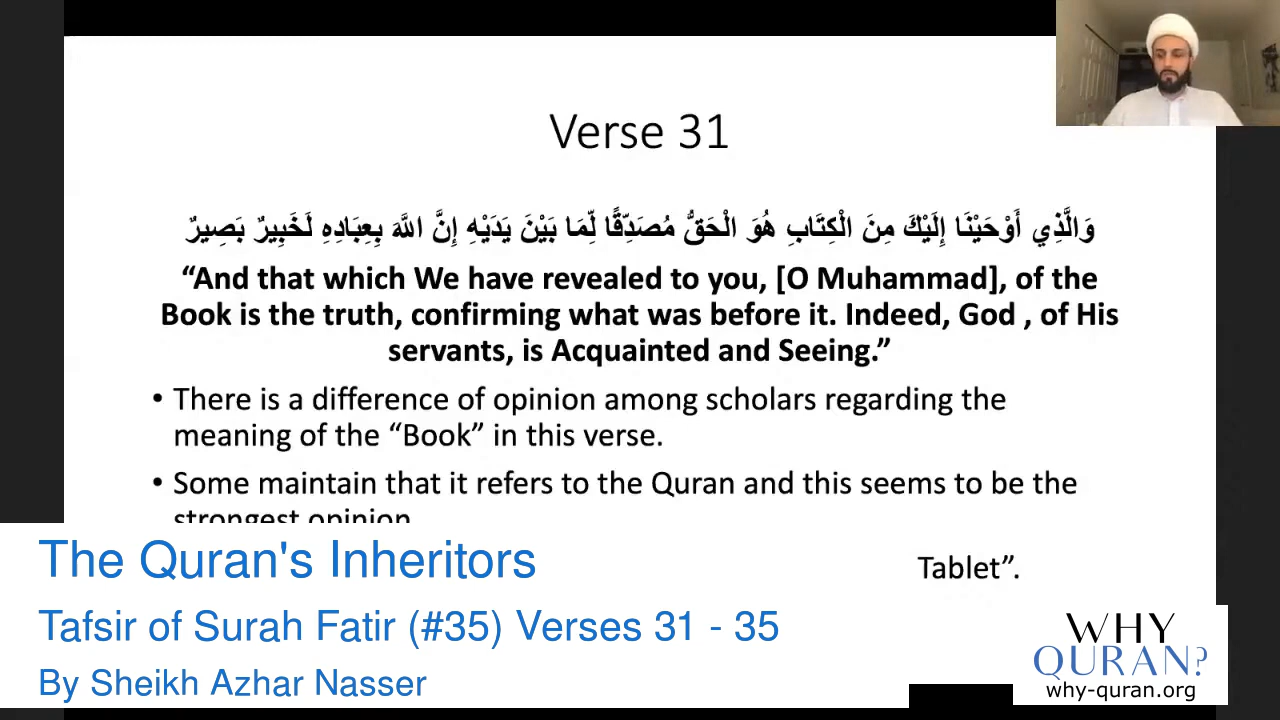 Verse 31
وَالَّذِي أَوْحَيْنَا إِلَيْكَ مِنَ الْكِتَابِ هُوَ الْحَقُّ مُصَدِّقًا لِّمَا بَيْنَ يَدَيْهِ إِنَّ اللَّهَ بِعِبَادِهِ لَخَبِيرٌ بَصِيرٌ
“And that which We have revealed to you, [O Muhammad], of the
Book is the truth, confirming what was before it. Indeed, God , of His
servants, is Acquainted and Seeing.”
• There is a difference of opinion among scholars regarding the
meaning of the “Book” in this verse.
• Some maintain that it refers to the Quran and this seems to be the
strongest opinion
Tablet”.
The Quran's Inheritors
Tafsir of Surah Fatir (#35) Verses 31 - 35
By Sheikh Azhar Nasser
WHY
QURAN?
why-quran.org